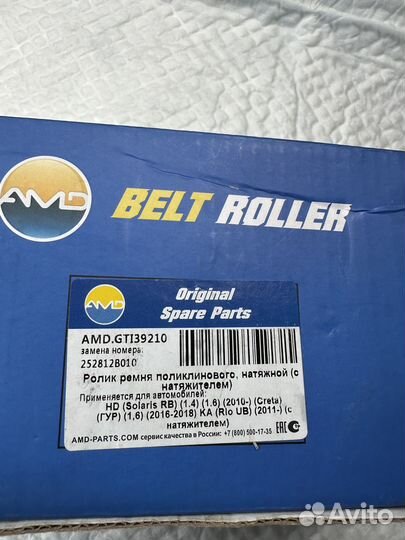 AMD
BELT ROLLER
AMD
Original
Spare Parts
AMD.GTI39210
замена номера:
252812B010
Ролик ремня поликлинового, натяжной (с
натяжителем)
Применяется для автомобилей:
HD (Solaris RB) (1.4) (1.6) (2010-) (Creta)
(ГУР) (1,6) (2016-2018) KA (Rio UB) (2011-) (с
натяжителем)
AMD-PARTS.COM сервис качества в России: +7 (800) 500-17-35
EAC
Avito